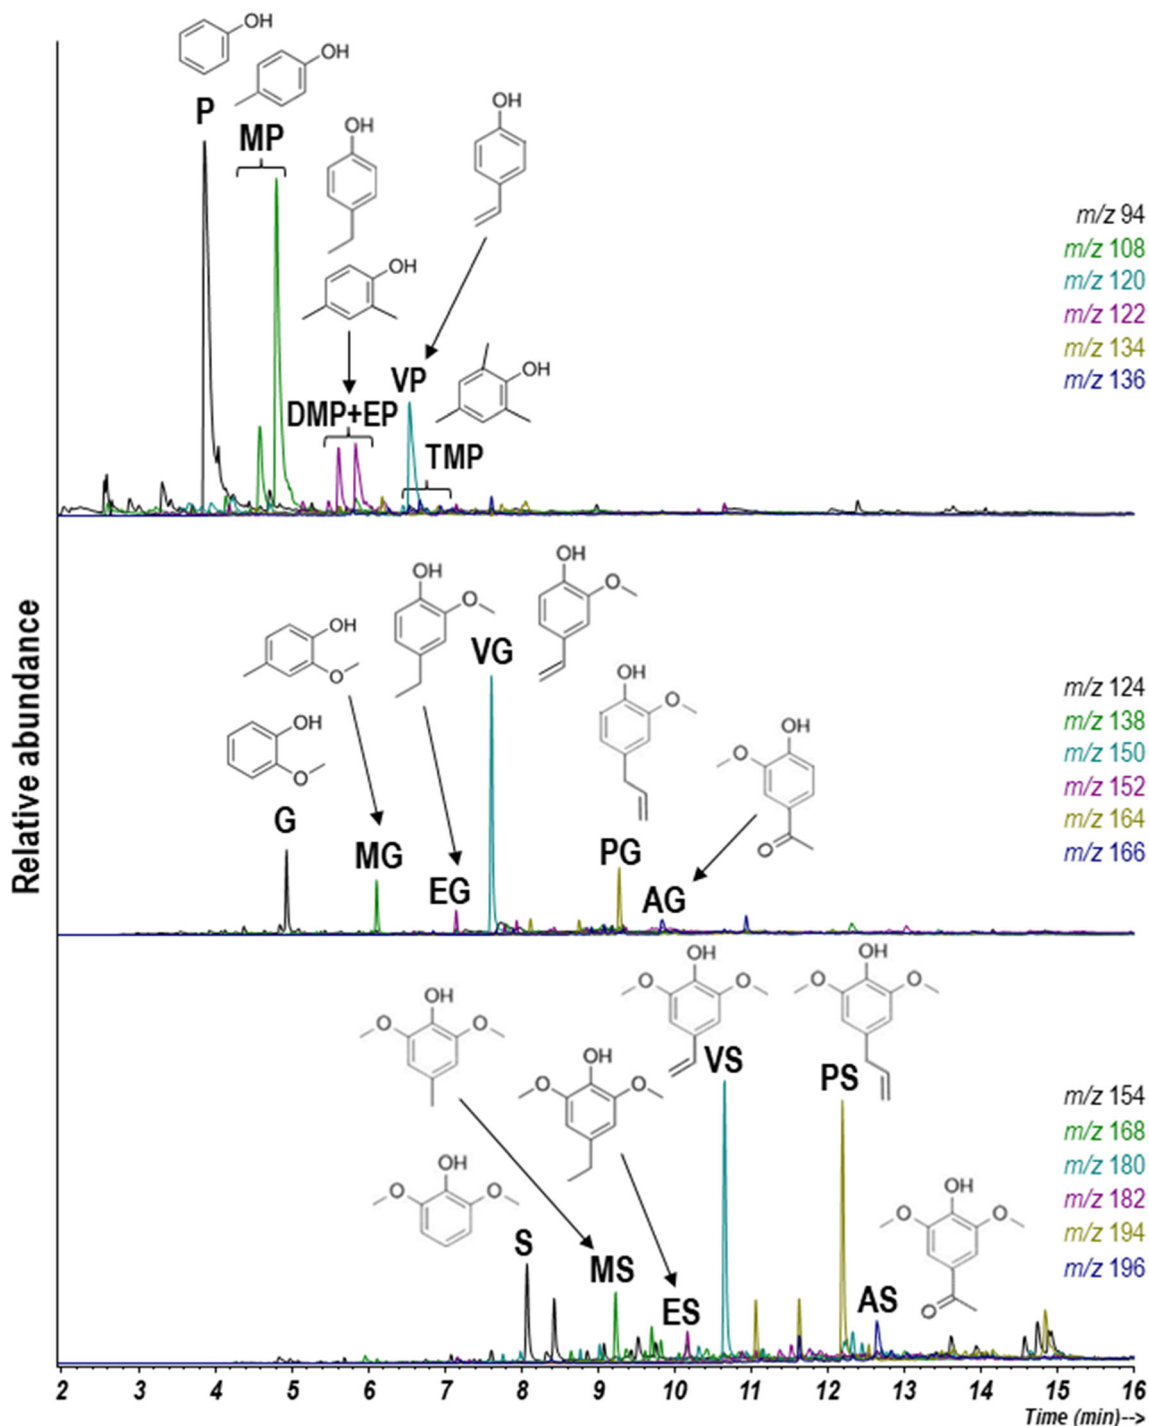 OH
OH
P
MP
OH
OH
OH
DMP+EP
VP
OH
TMP
m/z 94
m/z 108
m/z 120
m/z 122
m/z 134
m/z 136
Relative abundance
OH
O
OH
O
OH
O
OH
O
OH
O
OH
O
O
G
MG
EG
VG
PG
AG
m/z 124
m/z 138
m/z 150
m/z 152
m/z 164
m/z 166
OH
O
O
OH
O
O
OH
O
O
OH
O
O
OH
O
O
OH
O
O
O
S
MS
ES
VS
PS
AS
m/z 154
m/z 168
m/z 180
m/z 182
m/z 194
m/z 196
2 3 4 5 6 7 8 9 10 11 12 13 14 15 16
Time (min)-->